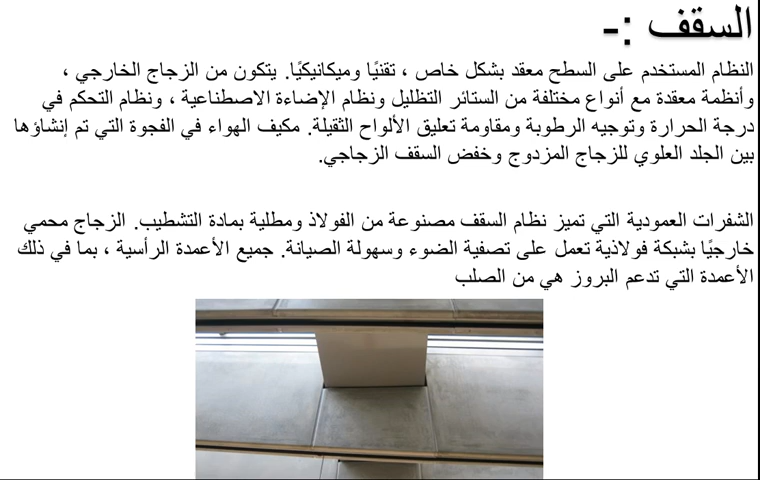 السقف :-
النظام المستخدم على السطح معقد بشكل خاص ، تقنيًا وميكانيكيًا. يتكون من الزجاج الخارجي ،
وأنظمة معقدة مع أنواع مختلفة من الستائر التظليل ونظام الإضاءة الاصطناعية ، ونظام التحكم في
درجة الحرارة وتوجيه الرطوبة ومقاومة تعليق الألواح الثقيلة. مكيف الهواء في الفجوة التي تم إنشاؤها
بين الجلد العلوي للزجاج المزدوج وخفض السقف الزجاجي.
الشفرات العمودية التي تميز نظام السقف مصنوعة من الفولاذ ومطلية بمادة التشطيب. الزجاج محمي
خارجيًا بشبكة فولاذية تعمل على تصفية الضوء وسهولة الصيانة. جميع الأعمدة الرأسية ، بما في ذلك
الأعمدة التي تدعم البروز هي من الصلب